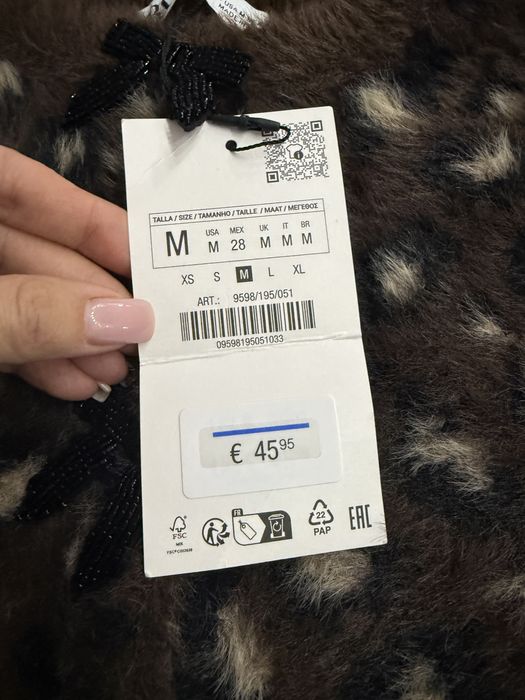 TALLA / SIZE / TAMANHO / TAILLE / MAAT / ΜΕΓΕΘΟΣ
M
USA MEX UK IT BR
M 28 M M M
XS S M L XL
ART.: 9598/195/051
09598195051033
€ 45 95
FR
FSC
MIX
22
PAP
EAC